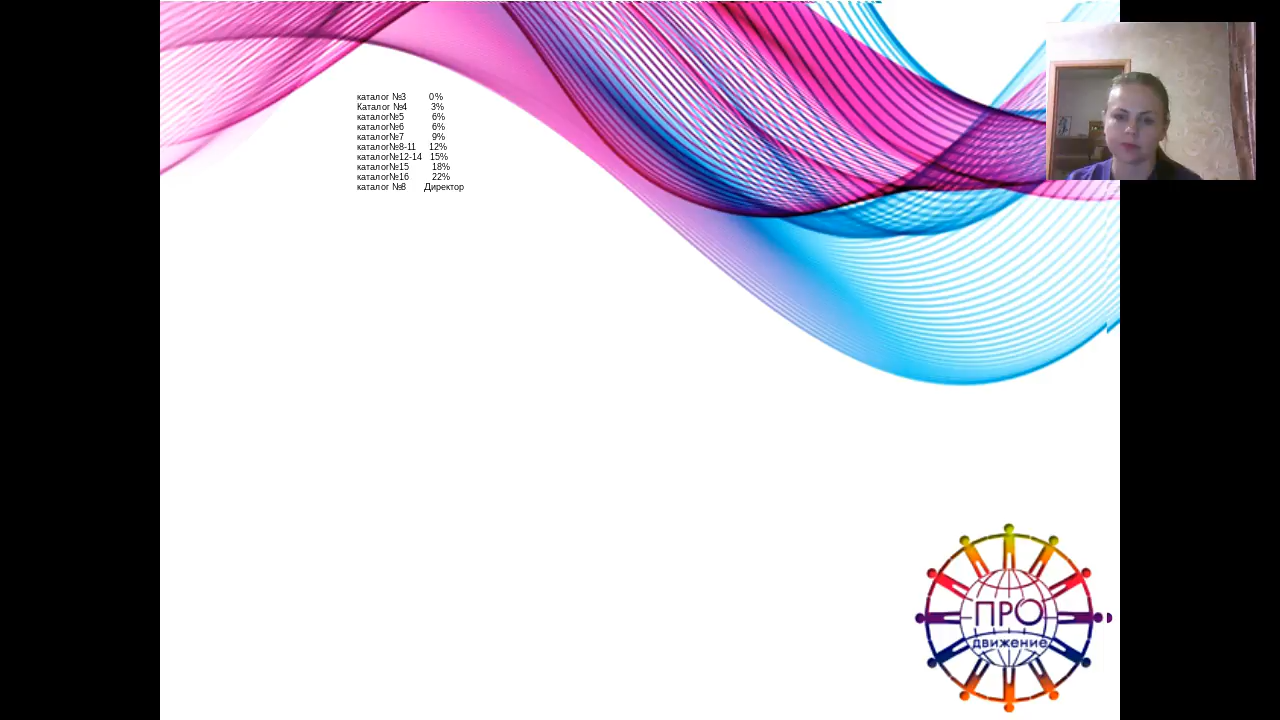 каталог №3 0%
Каталог №4 3%
каталог№5 6%
каталог№6 6%
каталог№7 9%
каталог№8-11 12%
каталог№12-14 15%
каталог№15 18%
каталог№16 22%
каталог №8 Директор
ПРО
движение